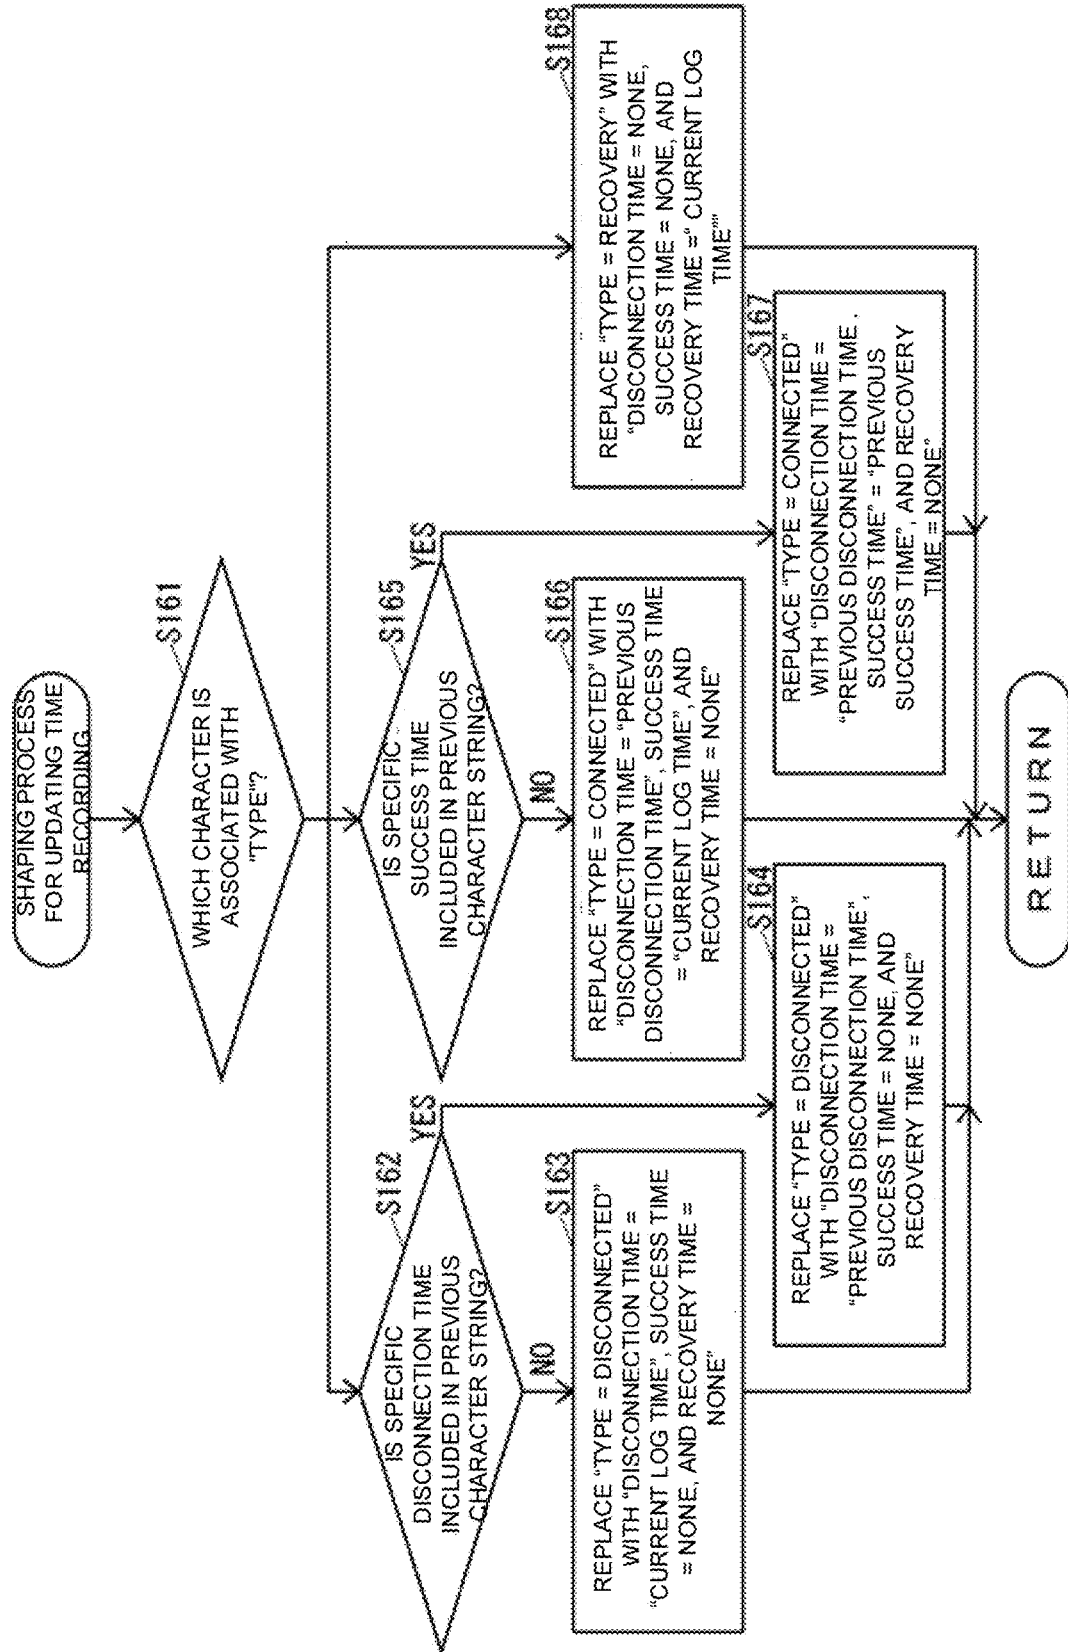 SHAPING PROCESS
FOR UPDATING TIME
RECORDING
S161
WHICH CHARACTER IS
ASSOCIATED WITH
"TYPE"?
S162
IS SPECIFIC
DISCONNECTION TIME
INCLUDED IN PREVIOUS
CHARACTER STRING?
YES
NO
S163
REPLACE "TYPE = DISCONNECTED"
WITH "DISCONNECTION TIME =
"CURRENT LOG TIME", SUCCESS TIME
= NONE, AND RECOVERY TIME =
NONE"
S164
REPLACE "TYPE = DISCONNECTED"
WITH "DISCONNECTION TIME =
"PREVIOUS DISCONNECTION TIME",
SUCCESS TIME = NONE, AND
RECOVERY TIME = NONE"
S165
IS SPECIFIC
SUCCESS TIME
INCLUDED IN PREVIOUS
CHARACTER STRING?
YES
NO
S166
REPLACE "TYPE = CONNECTED" WITH
"DISCONNECTION TIME = "PREVIOUS
DISCONNECTION TIME", SUCCESS TIME
= "CURRENT LOG TIME", AND
RECOVERY TIME = NONE"
S167
REPLACE "TYPE = CONNECTED"
WITH "DISCONNECTION TIME =
"PREVIOUS DISCONNECTION TIME.
SUCCESS TIME" = "PREVIOUS
SUCCESS TIME", AND RECOVERY
TIME = NONE"
S168
REPLACE "TYPE = RECOVERY" WITH
"DISCONNECTION TIME = NONE,
SUCCESS TIME = NONE, AND
RECOVERY TIME =" CURRENT LOG
TIME""
RETURN